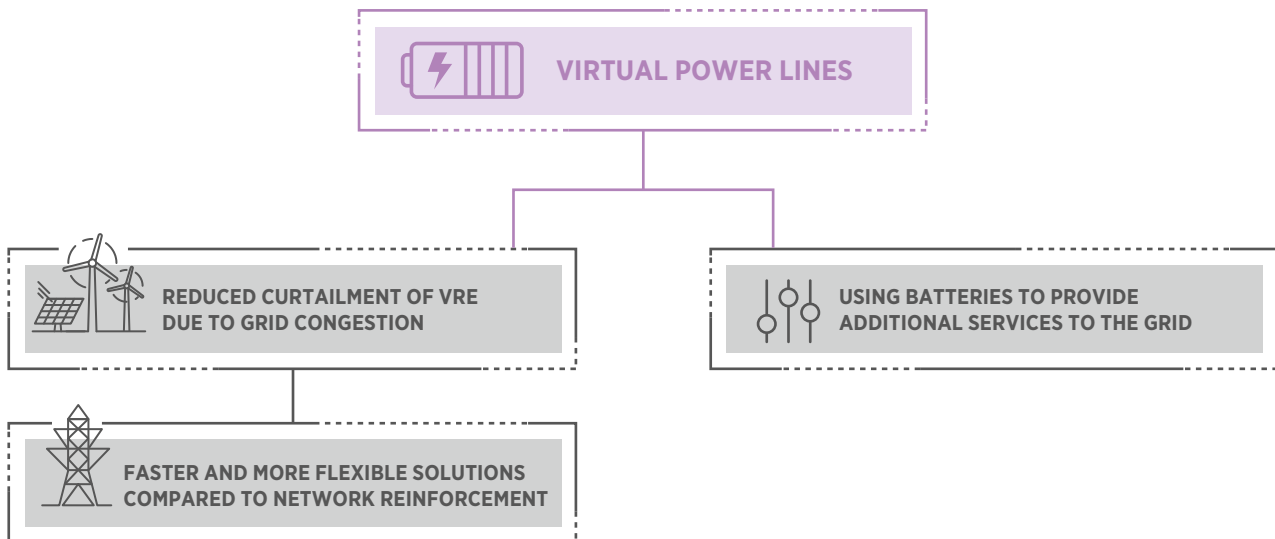 VIRTUAL POWER LINES
REDUCED CURTAILMENT OF VRE
DUE TO GRID CONGESTION
USING BATTERIES TO PROVIDE
ADDITIONAL SERVICES TO THE GRID
FASTER AND MORE FLEXIBLE SOLUTIONS
COMPARED TO NETWORK REINFORCEMENT